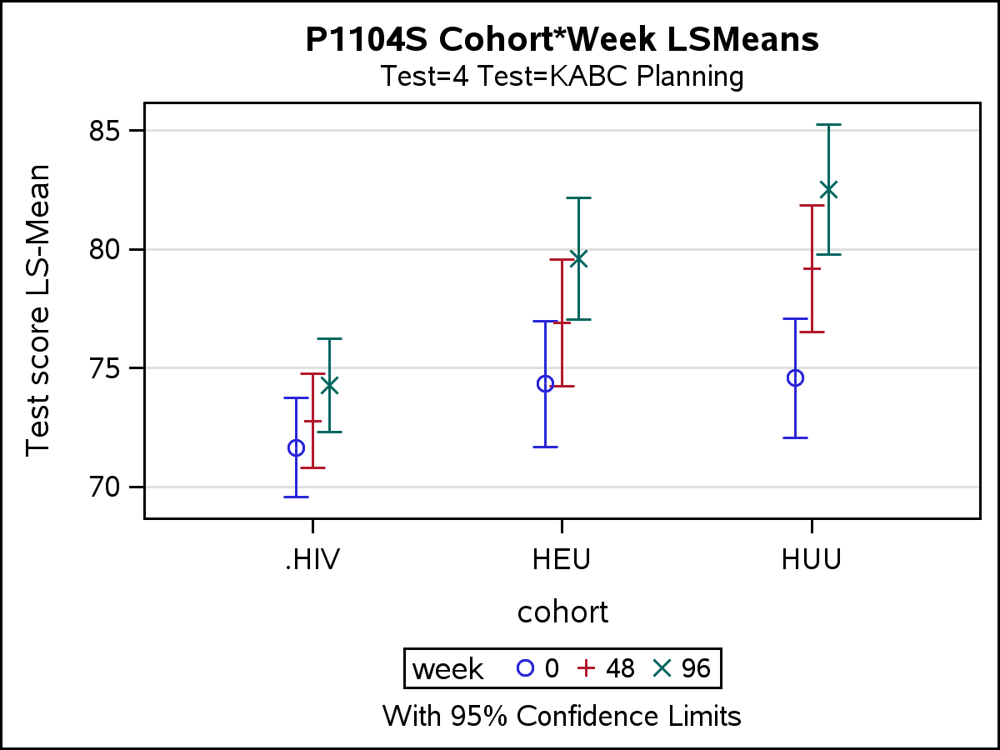 P1104S Cohort*Week LSMeans
Test=4 Test=KABC Planning
Test score LS-Mean
85
80
75
70
.HIV HEU HUU
cohort
week 0 48 96
With 95% Confidence Limits